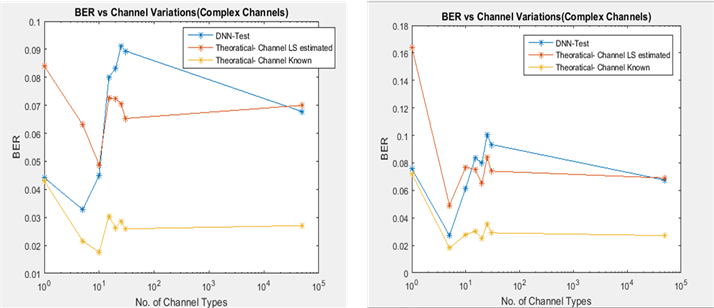 BER vs Channel Variations(Complex Channels)
0.1
0.09
0.08
0.07
0.06
0.05
0.04
0.03
0.02
0.01
BER
DNN-Test
Theoratical- Channel LS estimated
Theoratical- Channel Known
10^0
10^1
10^2
10^3
10^4
10^5
No. of Channel Types
BER vs Channel Variations(Complex Channels)
0.18
0.16
0.14
0.12
0.1
0.08
0.06
0.04
0.02
0
BER
DNN-Test
Theoratical- Channel LS estimated
Theoratical- Channel Known
10^0
10^1
10^2
10^3
10^4
10^5
No. of Channel Types